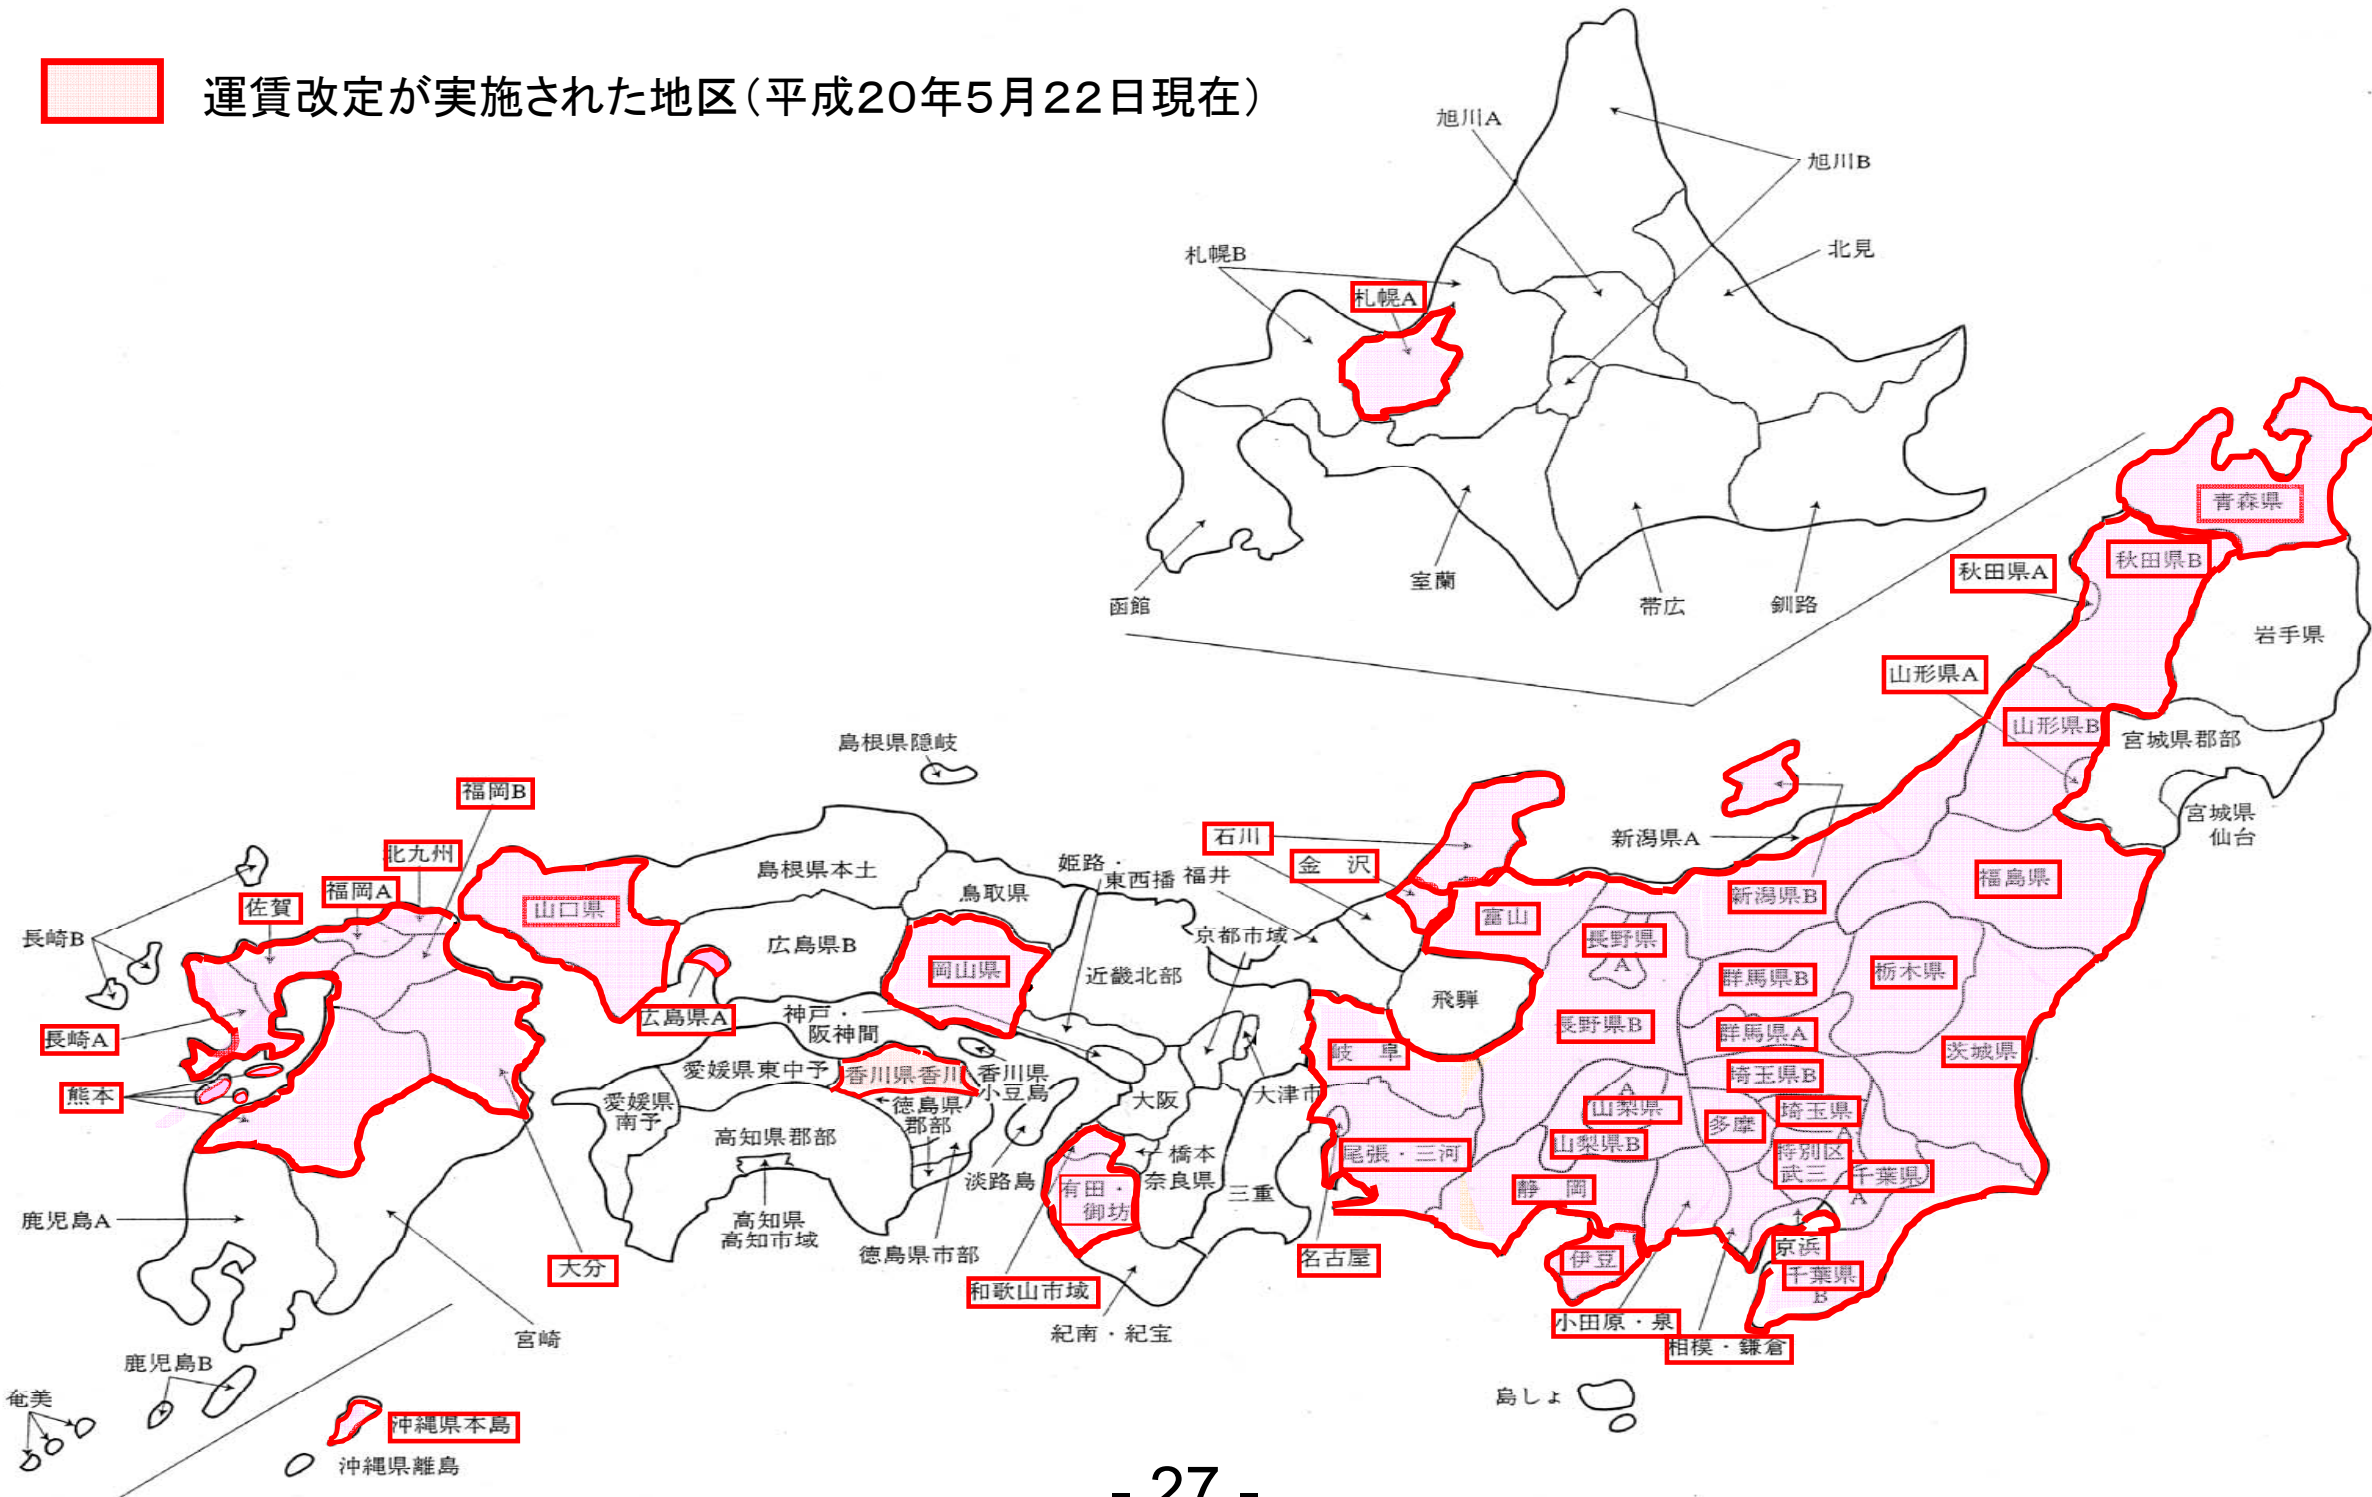 運賃改定が実施された地区(平成20年5月22日現在)
旭川A
旭川B
北見
札幌B
札幌A
函館
室蘭
帯広
釧路
青森県
秋田県B
秋田県A
岩手県
山形県A
山形県B
宮城県郡部
宮城県
仙台
島根県隠岐
福岡B
北九州
福岡A
佐賀
長崎B
長崎A
熊本
山口県
島根県本土
鳥取県
広島県B
岡山県
広島県A
姫路・
東西播
福井
京都市域
近畿北部
神戸・
阪神間
石川
金 沢
富山
飛騨
岐 阜
新潟県A
新潟県B
福島県
長野県
A
長野県B
群馬県B
群馬県A
栃木県
茨城県
埼玉県B
埼玉県
A
山梨県
A
山梨県B
多摩
特別区
武三
千葉県
A
京浜
千葉県
B
静 岡
伊豆
小田原・泉
相模・鎌倉
尾張・三河
名古屋
愛媛県東中予
愛媛県
南予
香川県香川
香川県
小豆島
徳島県
郡部
高知県郡部
高知県
高知市域
徳島県市部
淡路島
大阪
大津市
橋本
奈良県
三重
有田・
御坊
和歌山市域
紀南・紀宝
大分
宮崎
鹿児島A
鹿児島B
奄美
沖縄県本島
沖縄県離島
島しょ
- 27 -